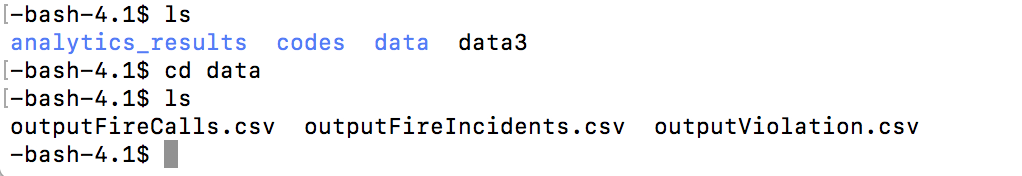 [-bash-4.1$ ls
analytics_results  codes  data  data3
[-bash-4.1$ cd data
[-bash-4.1$ ls
outputFireCalls.csv  outputFireIncidents.csv  outputViolation.csv
-bash-4.1$